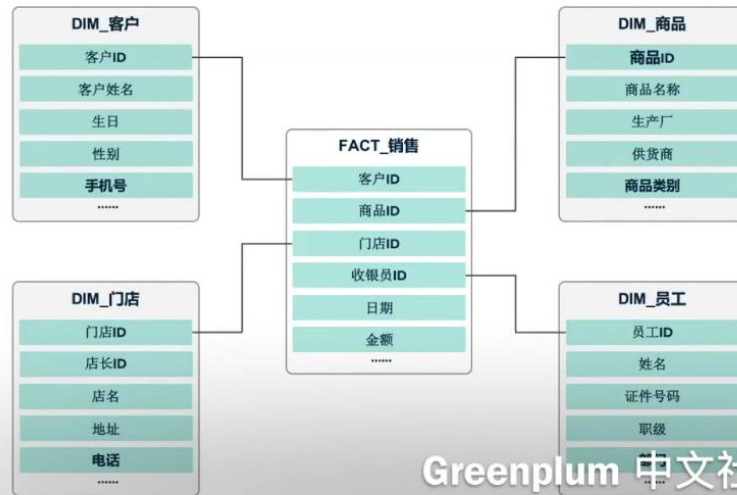 DIM_客户
客户ID
客户姓名
生日
性别
手机号
......
DIM_商品
商品ID
商品名称
生产厂
供货商
商品类别
......
FACT_销售
客户ID
商品ID
门店ID
收银员ID
日期
金额
......
DIM_门店
门店ID
店长ID
店名
地址
电话
......
DIM_员工
员工ID
姓名
证件号码
职级
Greenplum 中文社